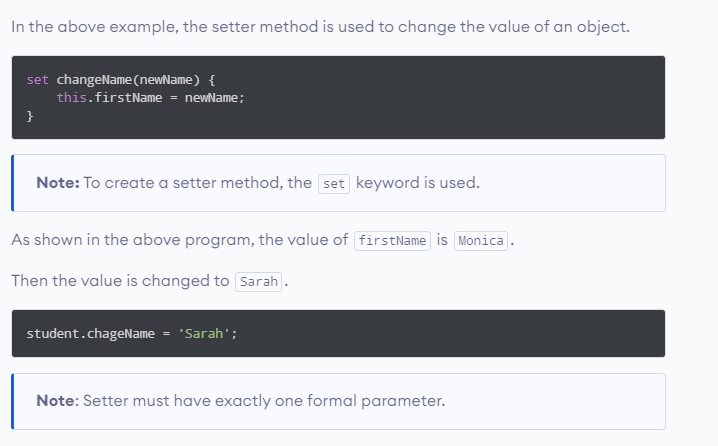 In the above example, the setter method is used to change the value of an object.
set changeName(newName) {
    this.firstName = newName;
}
Note: To create a setter method, the set keyword is used.
As shown in the above program, the value of firstName is Monica.
Then the value is changed to Sarah.
student.chageName = 'Sarah';
Note: Setter must have exactly one formal parameter.